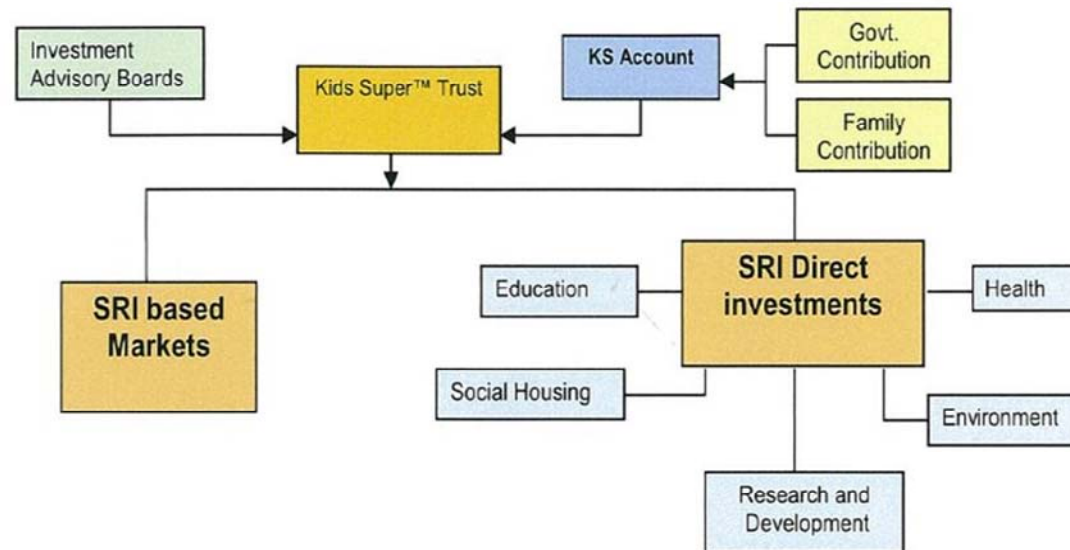 Investment
Advisory Boards
Kids Super™ Trust
KS Account
Govt.
Contribution
Family
Contribution
SRI based
Markets
SRI Direct
investments
Education
Health
Social Housing
Environment
Research and
Development